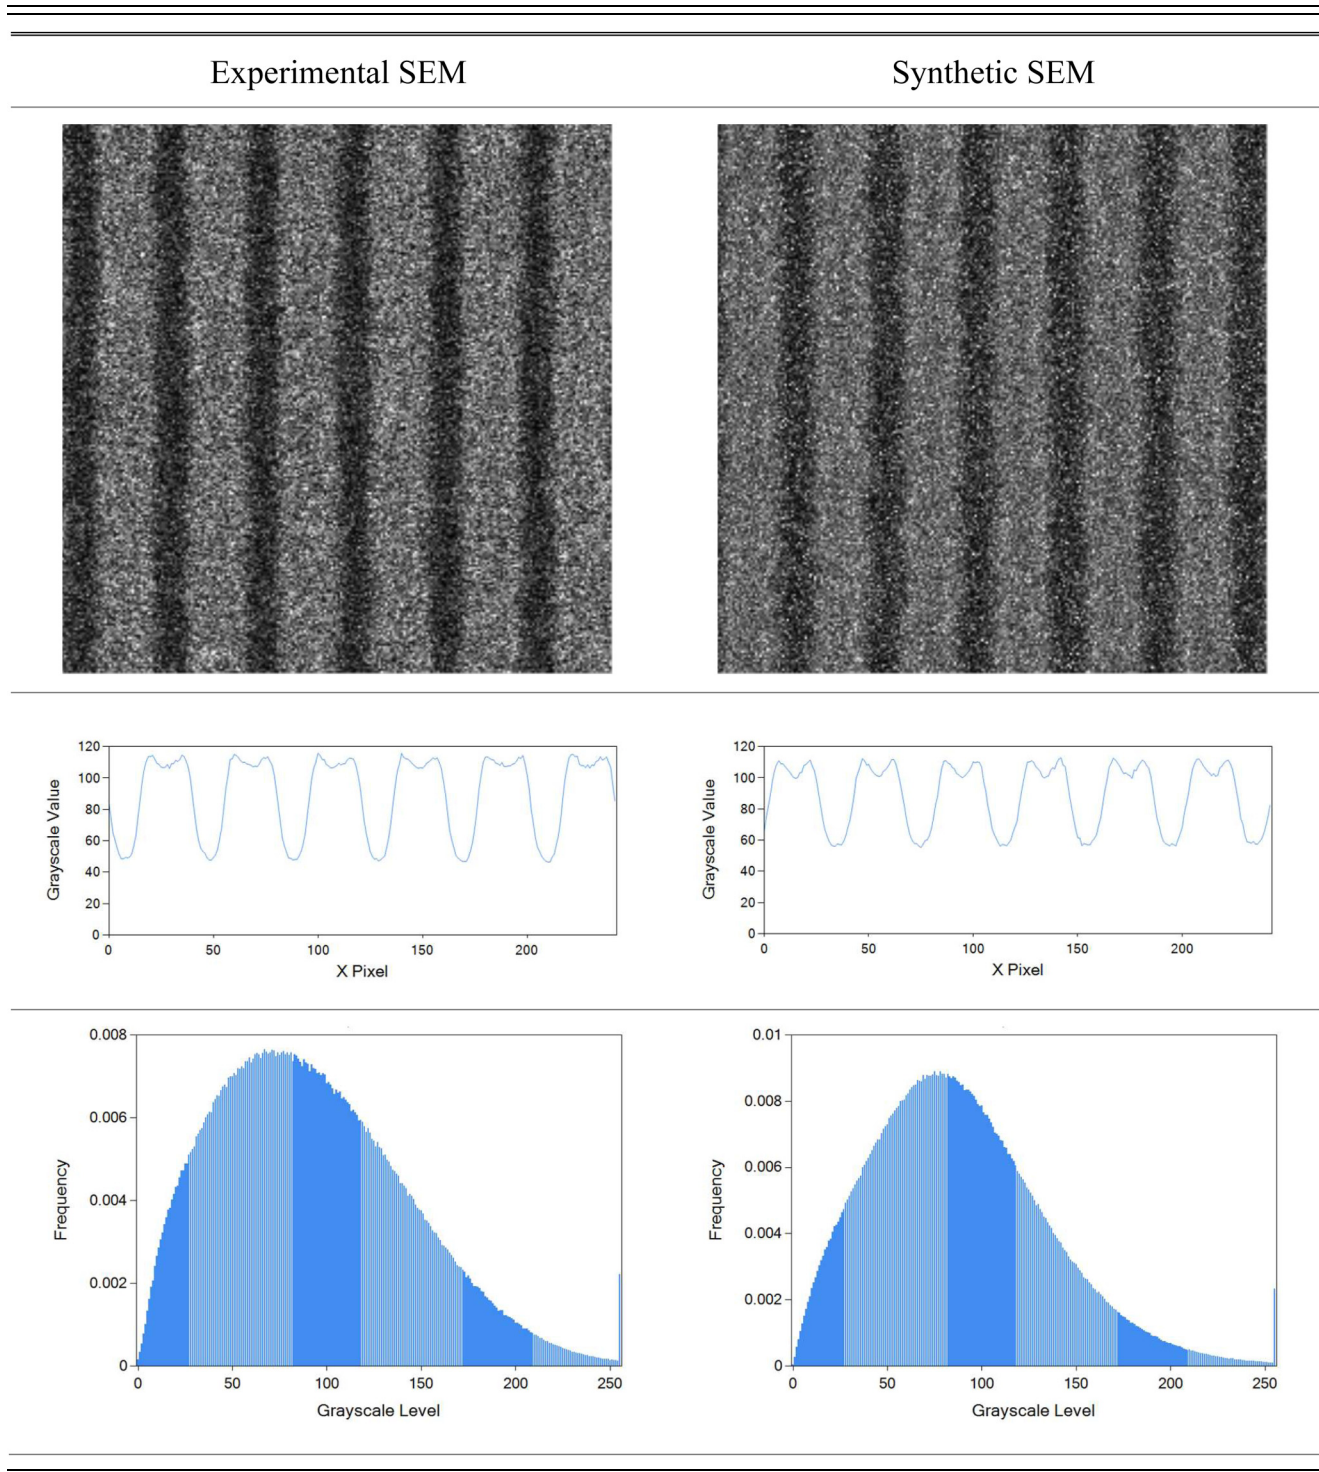 Experimental SEM
Synthetic SEM
120
100
80
60
40
20
0
Grayscale Value
0 50 100 150 200
X Pixel
120
100
80
60
40
20
0
Grayscale Value
0 50 100 150 200
X Pixel
0.008
0.006
0.004
0.002
0
Frequency
0 50 100 150 200 250
Grayscale Level
0.01
0.008
0.006
0.004
0.002
0
Frequency
0 50 100 150 200 250
Grayscale Level